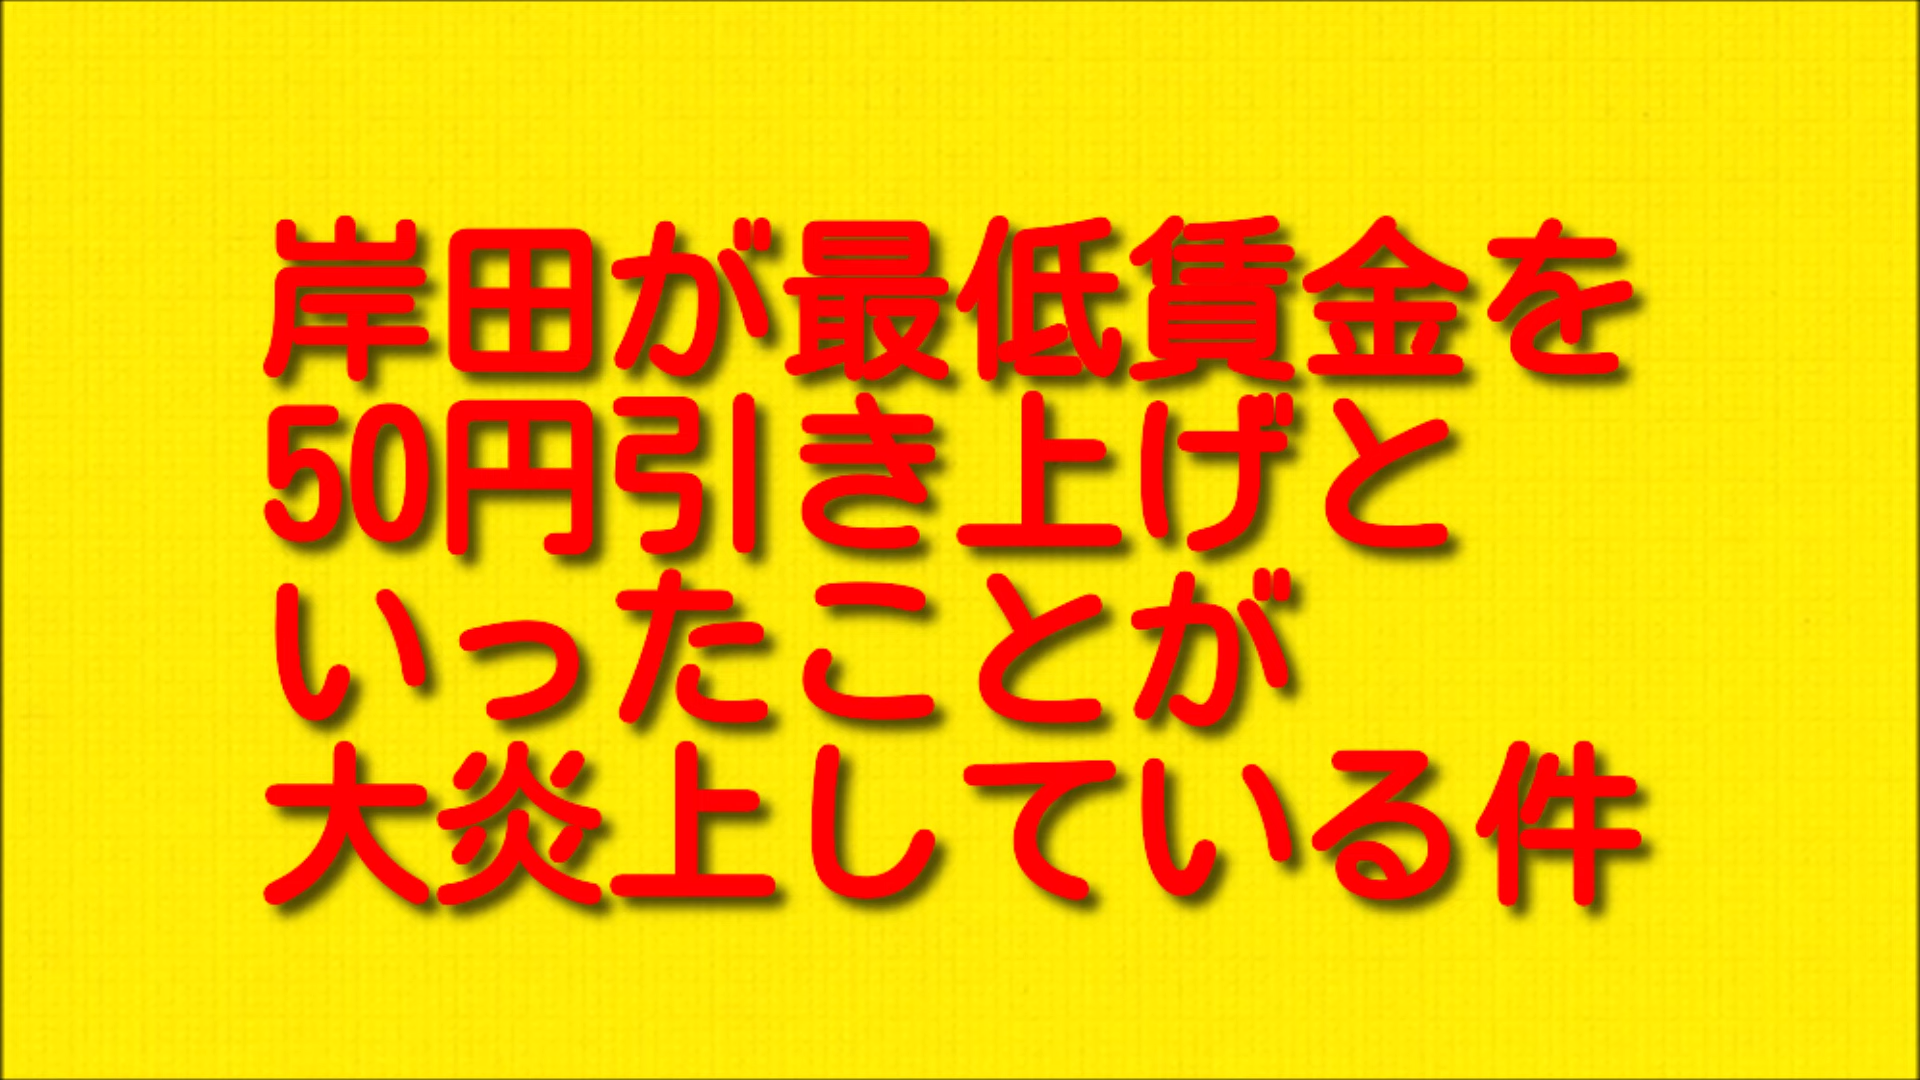 岸田が最低賃金を
50円引き上げと
いったことが
大炎上している件